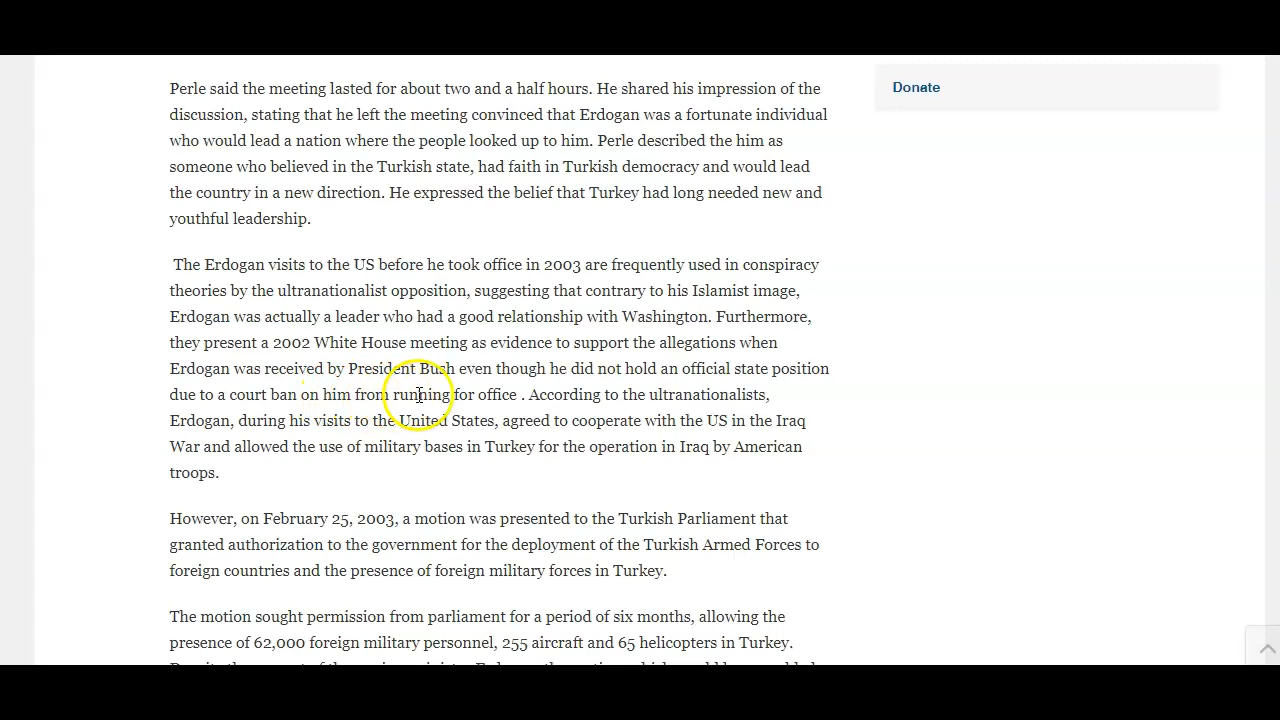 Perle said the meeting lasted for about two and a half hours. He shared his impression of the
discussion, stating that he left the meeting convinced that Erdogan was a fortunate individual
who would lead a nation where the people looked up to him. Perle described the him as
someone who believed in the Turkish state, had faith in Turkish democracy and would lead
the country in a new direction. He expressed the belief that Turkey had long needed new and
youthful leadership.
The Erdogan visits to the US before he took office in 2003 are frequently used in conspiracy
theories by the ultranationalist opposition, suggesting that contrary to his Islamist image,
Erdogan was actually a leader who had a good relationship with Washington. Furthermore,
they present a 2002 White House meeting as evidence to support the allegations when
Erdogan was received by President Bush even though he did not hold an official state position
due to a court ban on him from running for office . According to the ultranationalists,
Erdogan, during his visits to the United States, agreed to cooperate with the US in the Iraq
War and allowed the use of military bases in Turkey for the operation in Iraq by American
troops.
However, on February 25, 2003, a motion was presented to the Turkish Parliament that
granted authorization to the government for the deployment of the Turkish Armed Forces to
foreign countries and the presence of foreign military forces in Turkey.
The motion sought permission from parliament for a period of six months, allowing the
presence of 62,000 foreign military personnel, 255 aircraft and 65 helicopters in Turkey.
Donate